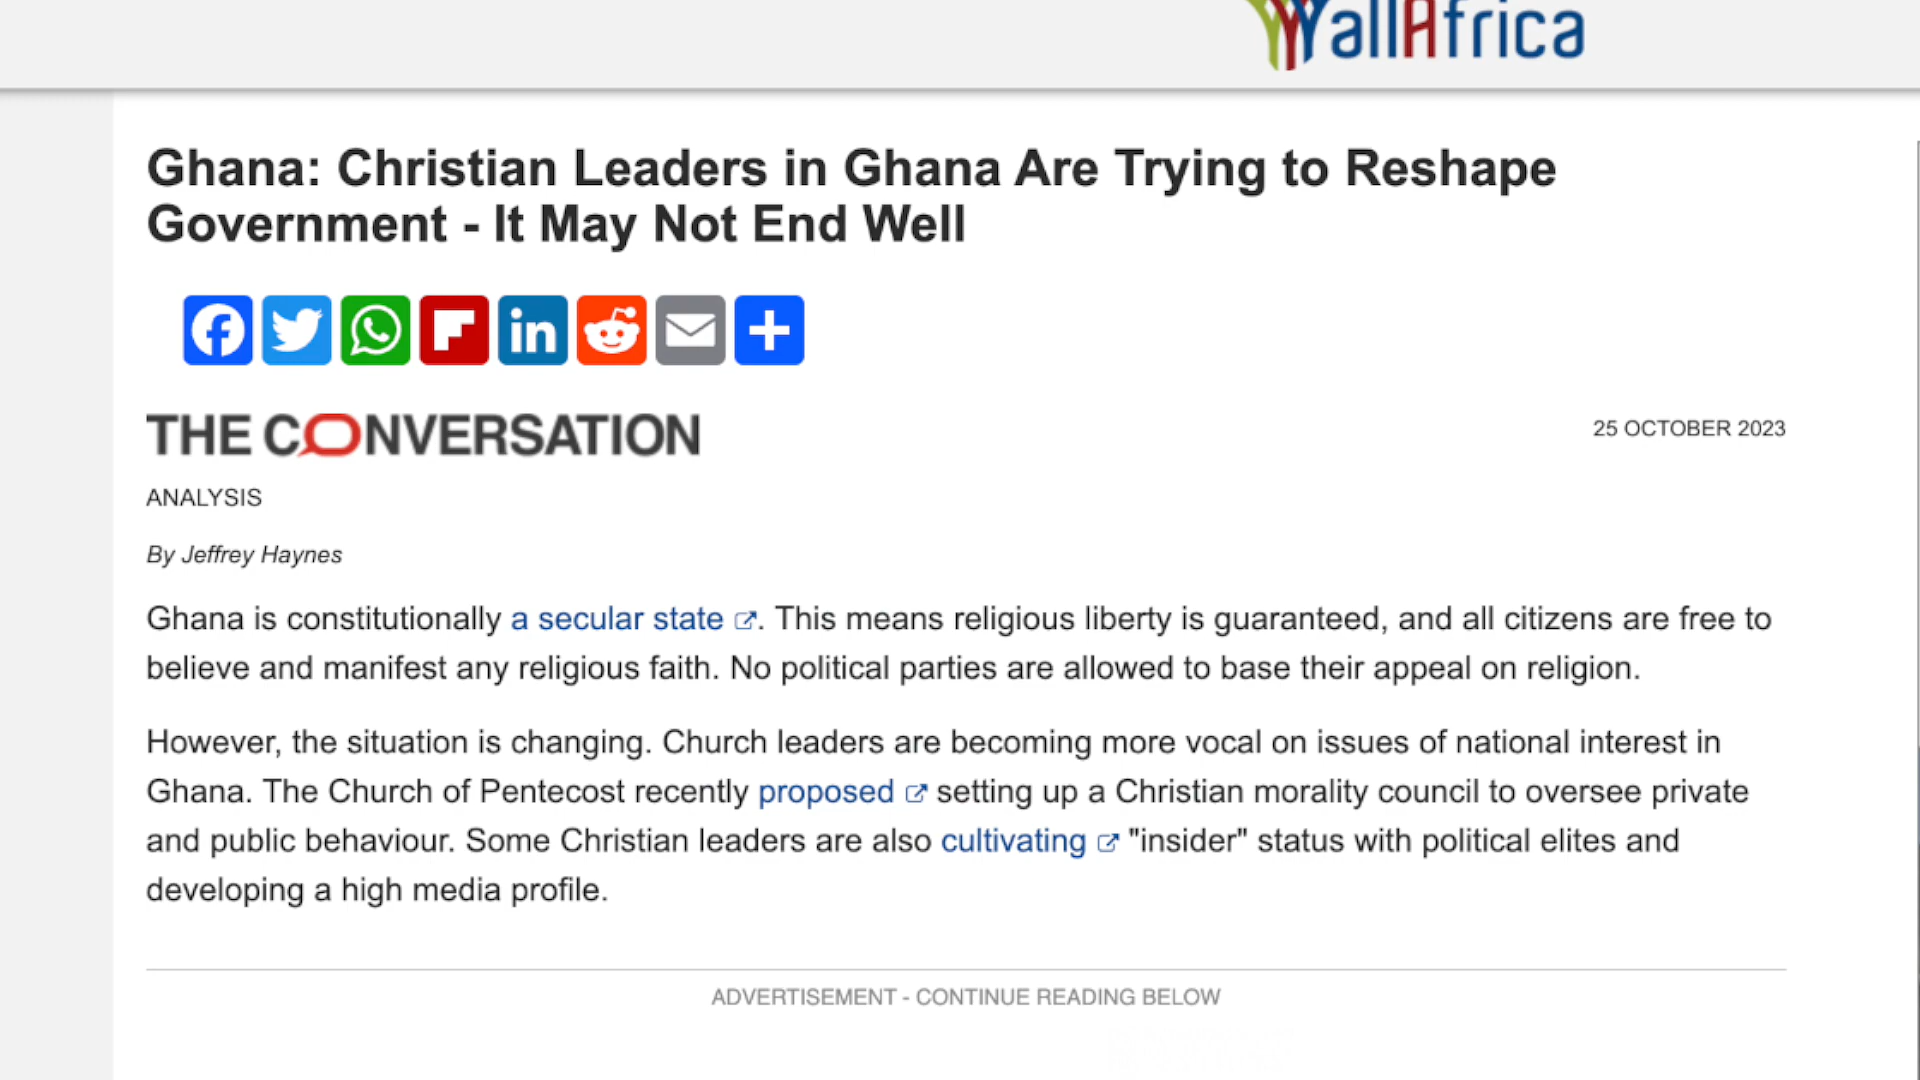 allAfrica
Ghana: Christian Leaders in Ghana Are Trying to Reshape
Government - It May Not End Well
THE CONVERSATION
25 OCTOBER 2023
ANALYSIS
By Jeffrey Haynes
Ghana is constitutionally a secular state. This means religious liberty is guaranteed, and all citizens are free to
believe and manifest any religious faith. No political parties are allowed to base their appeal on religion.
However, the situation is changing. Church leaders are becoming more vocal on issues of national interest in
Ghana. The Church of Pentecost recently proposed setting up a Christian morality council to oversee private
and public behaviour. Some Christian leaders are also cultivating "insider" status with political elites and
developing a high media profile.
ADVERTISEMENT - CONTINUE READING BELOW